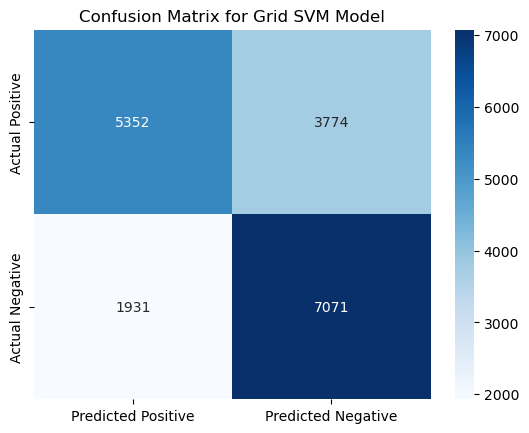 Confusion Matrix for Grid SVM Model
Actual Positive
5352
3774
Actual Negative
1931
7071
Predicted Positive
Predicted Negative
7000
6000
5000
4000
3000
2000